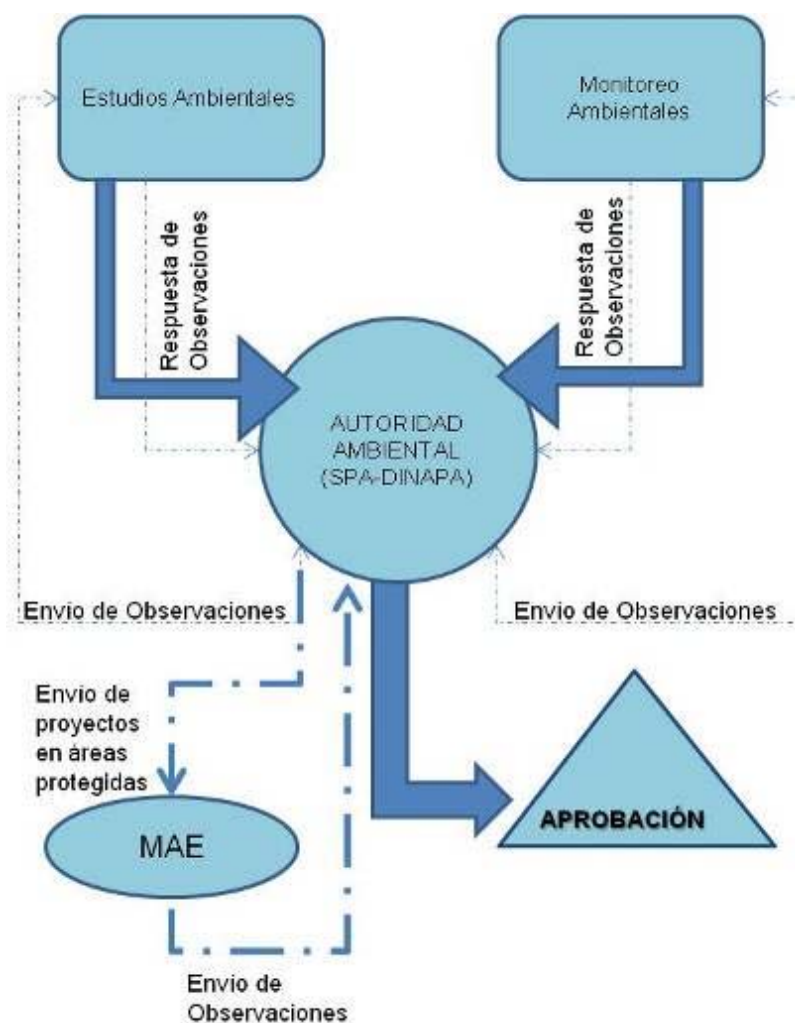 Estudios Ambientales
Monitoreo
Ambientales
Respuesta de
Observaciones
Respuesta de
Observaciones
AUTORIDAD
AMBIENTAL
(SPA-DINAPA)
Envio de Observaciones
Envio de Observaciones
Envio de
proyectos
en áreas
protegidas
MAE
APROBACIÓN
Envio de
Observaciones